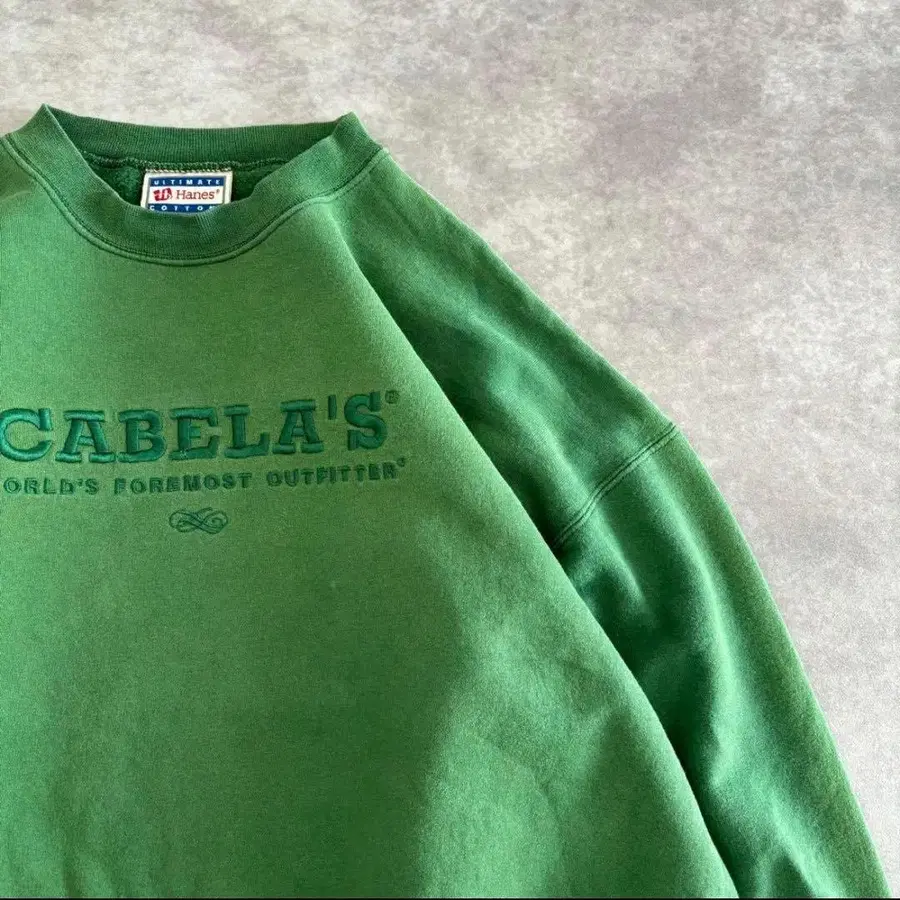 ULTIMATE
Hanes®
COTTON
CABELA'S®
ORLD'S FOREMOST OUTFITTER®